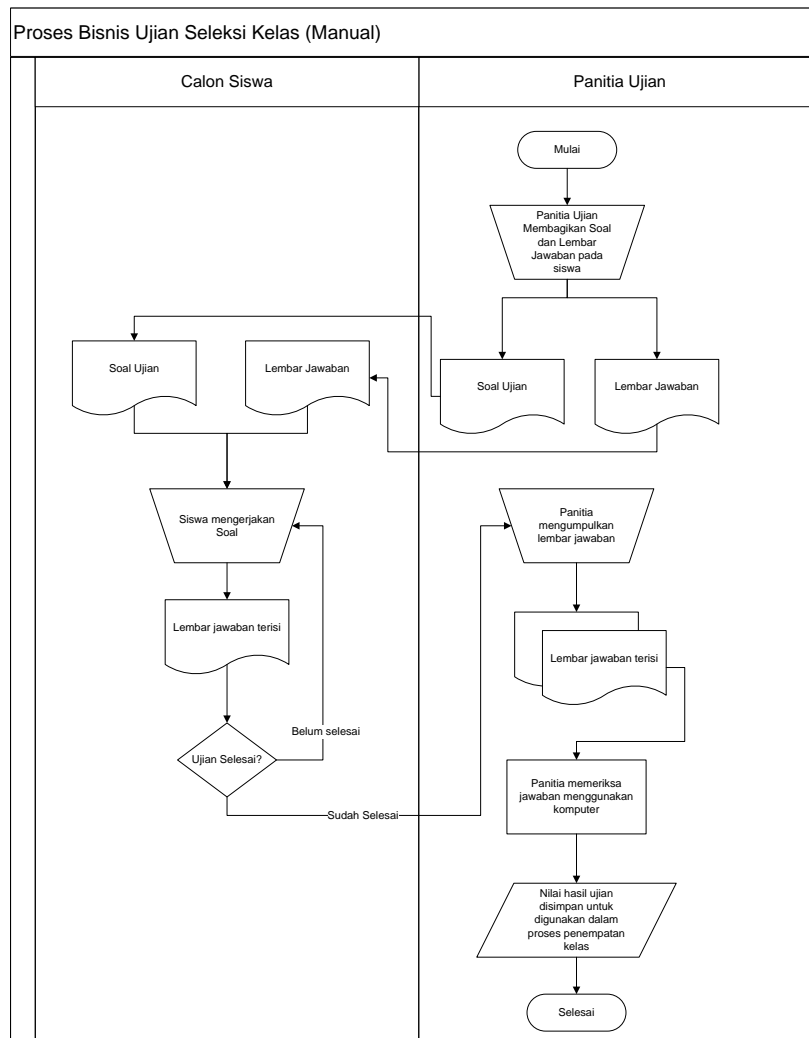 Proses Bisnis Ujian Seleksi Kelas (Manual)
Calon Siswa
Panitia Ujian
Mulai
Panitia Ujian
Membagikan Soal
dan Lembar
Jawaban pada
siswa
Soal Ujian
Lembar Jawaban
Soal Ujian
Lembar Jawaban
Siswa mengerjakan
Soal
Panitia
mengumpulkan
lembar jawaban
Lembar jawaban terisi
Lembar jawaban terisi
Belum selesai
Ujian Selesai?
Sudah Selesai
Panitia memeriksa
jawaban menggunakan
komputer
Nilai hasil ujian
disimpan untuk
digunakan dalam
proses penempatan
kelas
Selesai